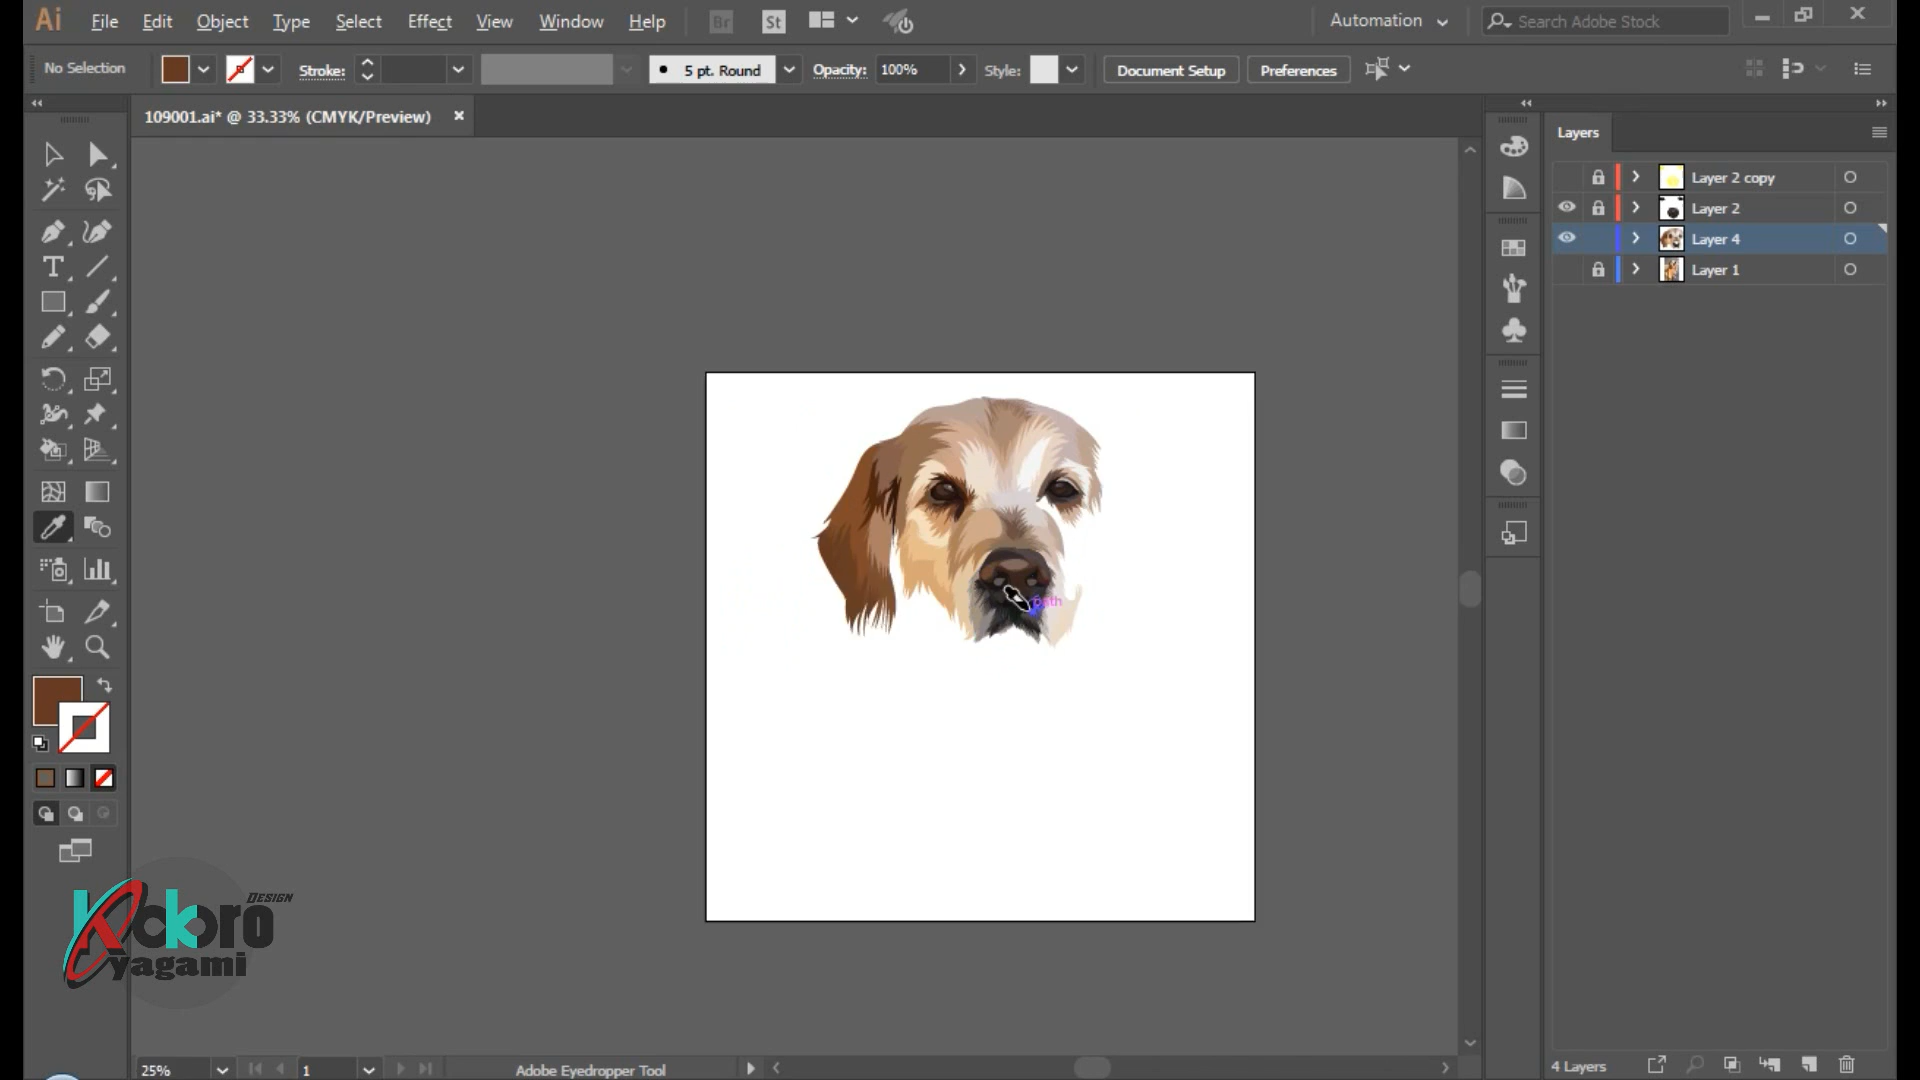 Ai File Edit Object Type Select Effect View Window Help Br St Automation Search Adobe Stock
No Selection Stroke: 5 pt. Round Opacity: 100% Style: Document Setup Preferences
109001.ai* @ 33.33% (CMYK/Preview)
Layers
Layer 2 copy
Layer 2
Layer 4
Layer 1
path
Design
Kokoro
yagami
25% 1 Adobe Eyedropper Tool
4 Layers